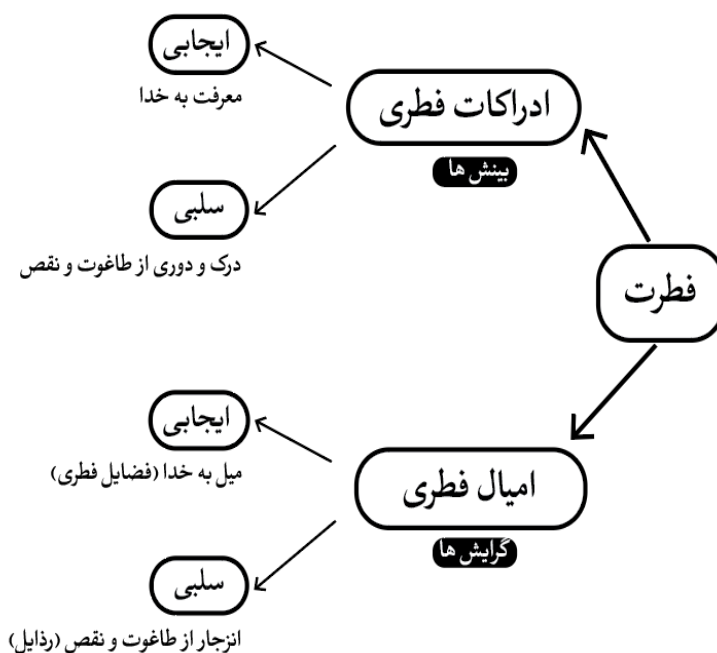 فطرت
ادراکات فطری
بینش ها
ایجابی
معرفت به خدا
سلبی
درک و دوری از طاغوت و نقص
امیال فطری
گرایش ها
ایجابی
میل به خدا (فضایل فطری)
سلبی
انزجار از طاغوت و نقص (رذایل)